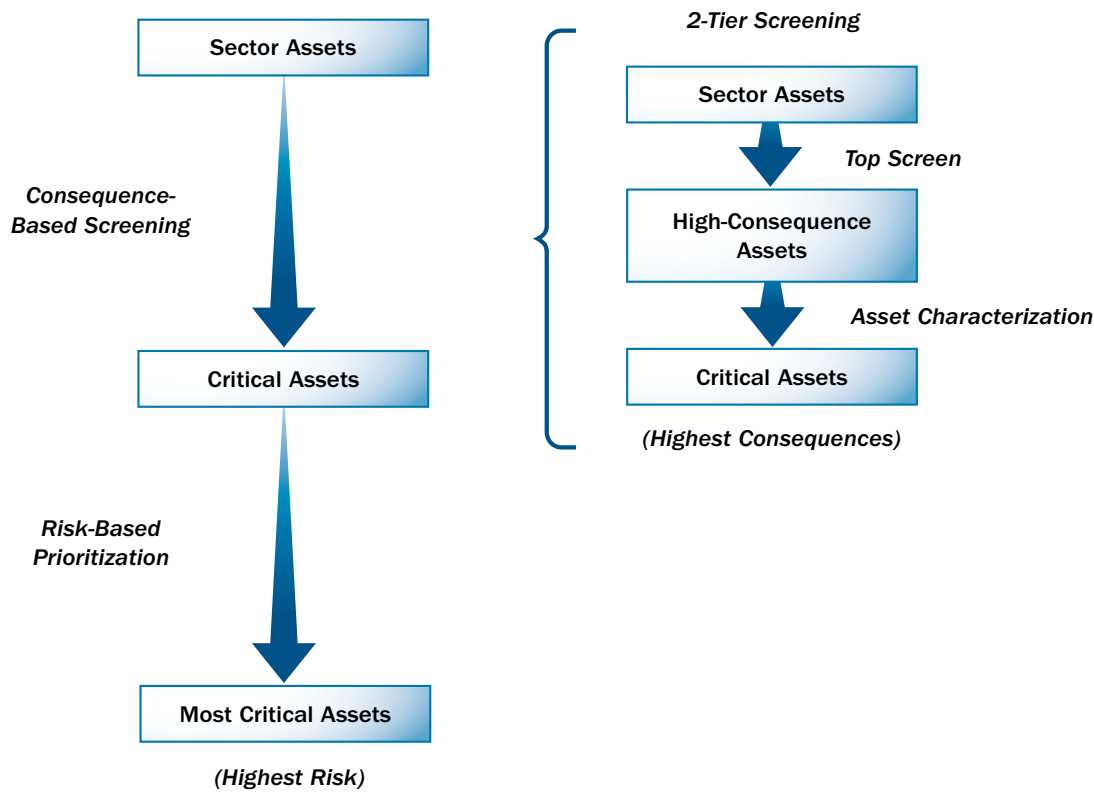 Sector Assets
Consequence-
Based Screening
Critical Assets
Risk-Based
Prioritization
Most Critical Assets
(Highest Risk)
2-Tier Screening
Sector Assets
Top Screen
High-Consequence
Assets
Asset Characterization
Critical Assets
(Highest Consequences)